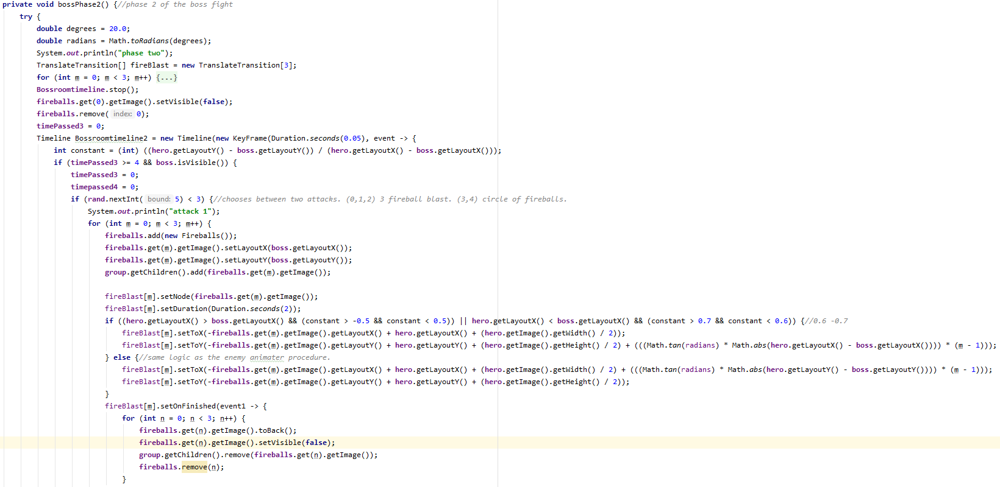 private void bossPhase2() {//phase 2 of the boss fight
try {
double degrees = 20.0;
double radians = Math.toRadians(degrees);
System.out.println("phase two");
TranslateTransition[] fireBlast = new TranslateTransition[3];
for (int m = 0; m < 3; m++) {...}
Bossroomtimeline.stop();
fireballs.get(0).getImage().setVisible(false);
fireballs.remove( index: 0);
timePassed3 = 0;
Timeline Bossroomtimeline2 = new Timeline(new KeyFrame(Duration.seconds(0.05), event -> {
int constant = (int) ((hero.getLayoutY() - boss.getLayoutY()) / (hero.getLayoutX() - boss.getLayoutX()));
if (timePassed3 >= 4 && boss.isVisible()) {
timePassed3 = 0;
timepassed4 = 0;
if (rand.nextInt( bound: 5) < 3) {//chooses between two attacks. (0,1,2) 3 fireball blast. (3,4) circle of fireballs.
System.out.println("attack 1");
for (int m = 0; m < 3; m++) {
fireballs.add(new Fireballs());
fireballs.get(m).getImage().setLayoutX(boss.getLayoutX());
fireballs.get(m).getImage().setLayoutY(boss.getLayoutY());
group.getChildren().add(fireballs.get(m).getImage());
fireBlast[m].setNode(fireballs.get(m).getImage());
fireBlast[m].setDuration(Duration.seconds(2));
if ((hero.getLayoutX() > boss.getLayoutX() && (constant > -0.5 && constant < 0.5)) || hero.getLayoutX() < boss.getLayoutX() && (constant > 0.7 && constant < 0.6)) {//0.6 -0.7
fireBlast[m].setToX(-fireballs.get(m).getImage().getLayoutX() + hero.getLayoutX() + (hero.getImage().getWidth() / 2));
fireBlast[m].setToY(-fireballs.get(m).getImage().getLayoutY() + hero.getLayoutY() + (hero.getImage().getHeight() / 2) + (((Math.tan(radians) * Math.abs(hero.getLayoutX() - boss.getLayoutX()))) * (m - 1)));
} else {//same logic as the enemy animater procedure.
fireBlast[m].setToX(-fireballs.get(m).getImage().getLayoutX() + hero.getLayoutX() + (hero.getImage().getWidth() / 2) + (((Math.tan(radians) * Math.abs(hero.getLayoutY() - boss.getLayoutY()))) * (m - 1)));
fireBlast[m].setToY(-fireballs.get(m).getImage().getLayoutY() + hero.getLayoutY() + (hero.getImage().getHeight() / 2));
}
fireBlast[m].setOnFinished(event1 -> {
for (int n = 0; n < 3; n++) {
fireballs.get(n).getImage().toBack();
fireballs.get(n).getImage().setVisible(false);
group.getChildren().remove(fireballs.get(n).getImage());
fireballs.remove(n);
}